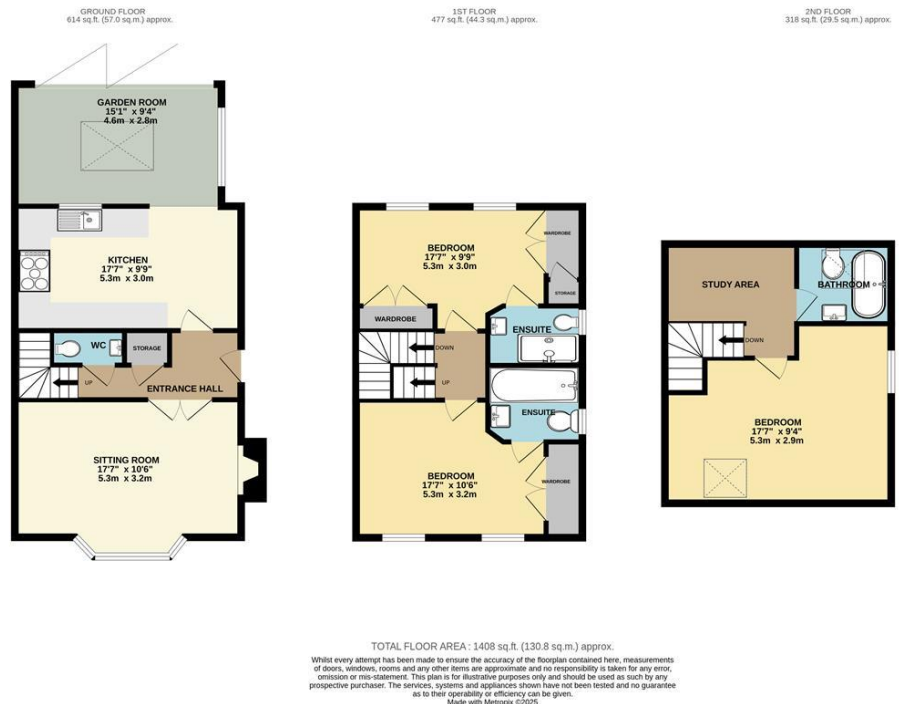 GROUND FLOOR
614 sq.ft. (57.0 sq.m.) approx.
1ST FLOOR
477 sq.ft. (44.3 sq.m.) approx.
2ND FLOOR
318 sq.ft. (29.5 sq.m.) approx.
GARDEN ROOM
15'1" x 9'4"
4.6m x 2.8m
KITCHEN
17'7" x 9'9"
5.3m x 3.0m
WC
STORAGE
UP
ENTRANCE HALL
SITTING ROOM
17'7" x 10'6"
5.3m x 3.2m
BEDROOM
17'7" x 9'9"
5.3m x 3.0m
WARDROBE
STORAGE
WARDROBE
ENSUITE
DOWN
UP
ENSUITE
BEDROOM
17'7" x 10'6"
5.3m x 3.2m
WARDROBE
STUDY AREA
BATHROOM
DOWN
BEDROOM
17'7" x 9'4"
5.3m x 2.9m
TOTAL FLOOR AREA : 1408 sq.ft. (130.8 sq.m.) approx.
Whilst every attempt has been made to ensure the accuracy of the floorplan contained here, measurements
of doors, windows, rooms and any other items are approximate and no responsibility is taken for any error,
omission or mis-statement. This plan is for illustrative purposes only and should be used as such by any
prospective purchaser. The services, systems and appliances shown have not been tested and no guarantee
as to their operability or efficiency can be given.
Made with Metropix ©2025